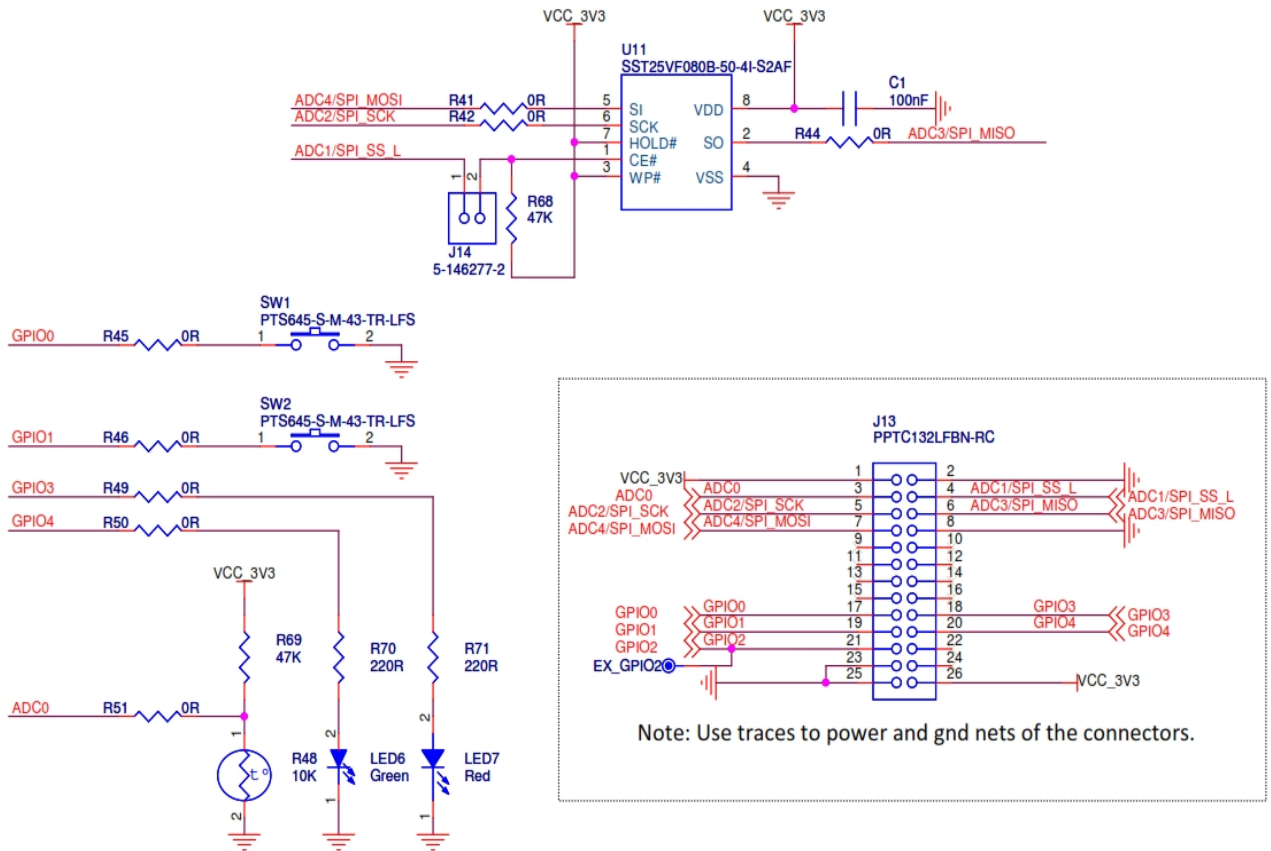 VCC_3V3
VCC_3V3
U11
SST25VF080B-50-4I-S2AF
C1
100nF
ADC4/SPI_MOSI R41 0R 5 SI VDD 8
ADC2/SPI_SCK R42 0R 6 SCK
7 HOLD# SO 2 R44 0R ADC3/SPI_MISO
ADC1/SPI_SS_L 1 CE#
3 WP# VSS 4
1 2
R68
47K
J14
5-146277-2
SW1
PTS645-S-M-43-TR-LFS
GPIO0 R45 0R 1 2
SW2
PTS645-S-M-43-TR-LFS
GPIO1 R46 0R 1 2
GPIO3 R49 0R
GPIO4 R50 0R
VCC_3V3
R69
47K
R70
220R
R71
220R
ADC0 R51 0R
1
2
2
t°
R48
10K
LED6
Green
LED7
Red
2
1
1
J13
PPTC132LFBN-RC
VCC_3V3 1 2
ADC0 ADC0 3 4 ADC1/SPI_SS_L ADC1/SPI_SS_L
ADC2/SPI_SCK ADC2/SPI_SCK 5 6 ADC3/SPI_MISO ADC3/SPI_MISO
ADC4/SPI_MOSI ADC4/SPI_MOSI 7 8
9 10
11 12
13 14
15 16
GPIO0 GPIO0 17 18 GPIO3 GPIO3
GPIO1 GPIO1 19 20 GPIO4 GPIO4
GPIO2 GPIO2 21 22
EX_GPIO2 23 24
25 26 VCC_3V3
Note: Use traces to power and gnd nets of the connectors.